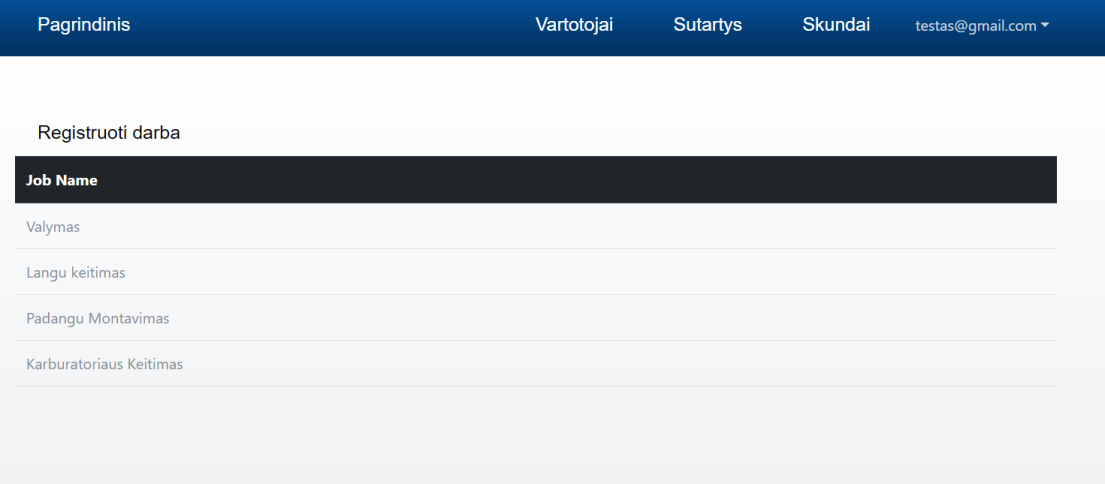 Pagrindinis Vartotojai Sutartys Skundai testas@gmail.com
Registruoti darba
Job Name
Valymas
Langu keitimas
Padangu Montavimas
Karburatoriaus Keitimas